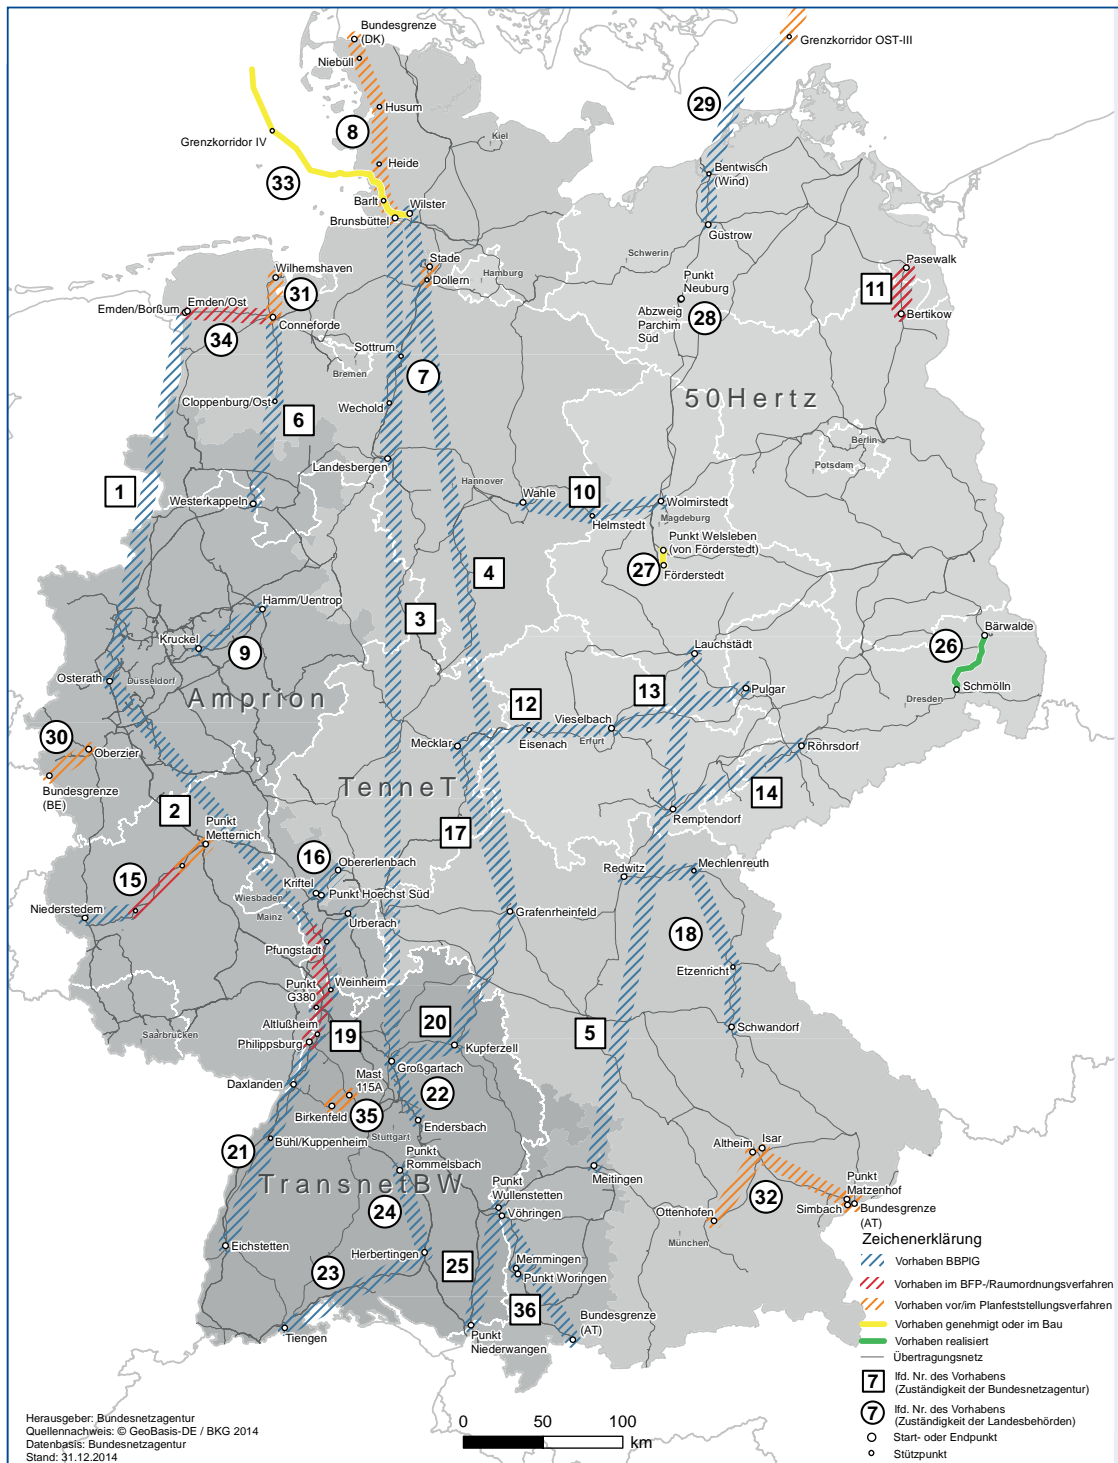 Bundesgrenze
(DK)
Niebüll
Grenzkorridor OST-III
29
Husum
8
Kiel
Grenzkorridor IV
Heide
33
Bentwisch
(Wind)
Barlt
Wilster
Brunsbüttel
Güstrow
Stade
Schwerin
Pasewalk
Wilhemshaven
Hamburg
Dollern
Punkt
Neuburg
31
11
Emden/Ost
Emden/Borßum
Abzweig
Parchim
Süd
28
Bertikow
Conneforde
34
Sottrum
Bremen
7
50Hertz
Cloppenburg/Ost
Wechold
6
Berlin
Landesbergen
Potsdam
Hannover
1
10
Wahle
Wolmirstedt
Westerkappeln
Magdeburg
Helmstedt
Punkt Welsleben
(von Förderstedt)
27
Förderstedt
4
Hamm/Uentrop
3
Bärwalde
Kruckel
26
9
Lauchstädt
Osterath
Düsseldorf
13
Pulgar
Schmölln
Amprion
Dresden
12
Vieselbach
30
Oberzier
Mecklar
Eisenach
Erfurt
Röhrsdorf
Bundesgrenze
(BE)
TenneT
14
2
Remptendorf
Punkt
Metternich
17
16
Obererlenbach
Mechlenreuth
Redwitz
15
Kriftel
Punkt Hoechst Süd
Wiesbaden
Mainz
Niederstedem
Urberach
Grafenrheinfeld
18
Pfungstadt
Etzenricht
Punkt
G380
Weinheim
Altlußheim
20
5
Schwandorf
Saarbrücken
19
Philippsburg
Kupferzell
Großgartach
Daxlanden
Mast
115A
22
Birkenfeld
35
Endersbach
21
Bühl/Kuppenheim
Stuttgart
Altheim
Isar
Punkt
Rommelsbach
Meitingen
TransnetBW
Punkt
Wullenstetten
32
Punkt
Matzenhof
Simbach
Bundesgrenze
(AT)
Vöhringen
24
Ottenhofen
Eichstetten
München
Herbertingen
25
Memmingen
23
Punkt Woringen
36
Bundesgrenze
(AT)
Tiengen
Punkt
Niederwangen
Zeichenerklärung
Vorhaben BBPlG
Vorhaben im BFP-/Raumordnungsverfahren
Vorhaben vor/im Planfeststellungsverfahren
Vorhaben genehmigt oder im Bau
Vorhaben realisiert
Übertragungsnetz
7
lfd. Nr. des Vorhabens
(Zuständigkeit der Bundesnetzagentur)
7
lfd. Nr. des Vorhabens
(Zuständigkeit der Landesbehörden)
Start- oder Endpunkt
Stützpunkt
0 50 100
km
Herausgeber: Bundesnetzagentur
Quellennachweis: © GeoBasis-DE / BKG 2014
Datenbasis: Bundesnetzagentur
Stand: 31.12.2014